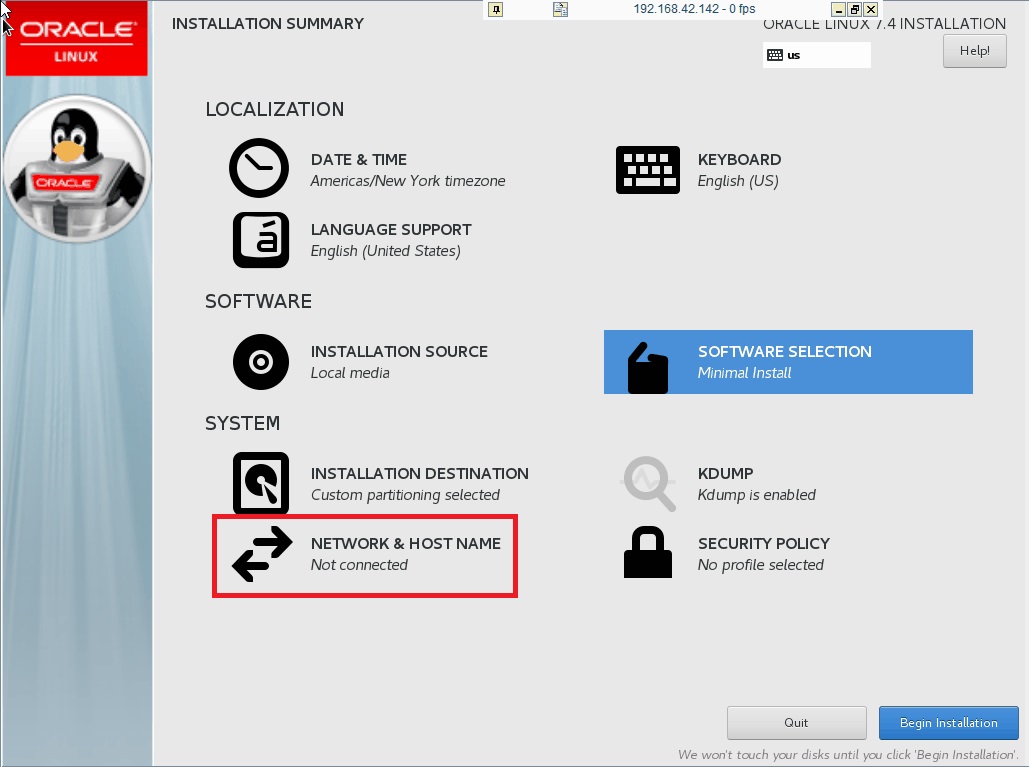 192.168.42.142 - 0 fps
ORACLE
LINUX
INSTALLATION SUMMARY
ORACLE LINUX 7.4 INSTALLATION
us
Help!
LOCALIZATION
DATE & TIME
Americas/New York timezone
KEYBOARD
English (US)
á
LANGUAGE SUPPORT
English (United States)
ORACLE
SOFTWARE
INSTALLATION SOURCE
Local media
SOFTWARE SELECTION
Minimal Install
SYSTEM
INSTALLATION DESTINATION
Custom partitioning selected
KDUMP
Kdump is enabled
NETWORK & HOST NAME
Not connected
SECURITY POLICY
No profile selected
Quit
Begin Installation
We won't touch your disks until you click 'Begin Installation'.